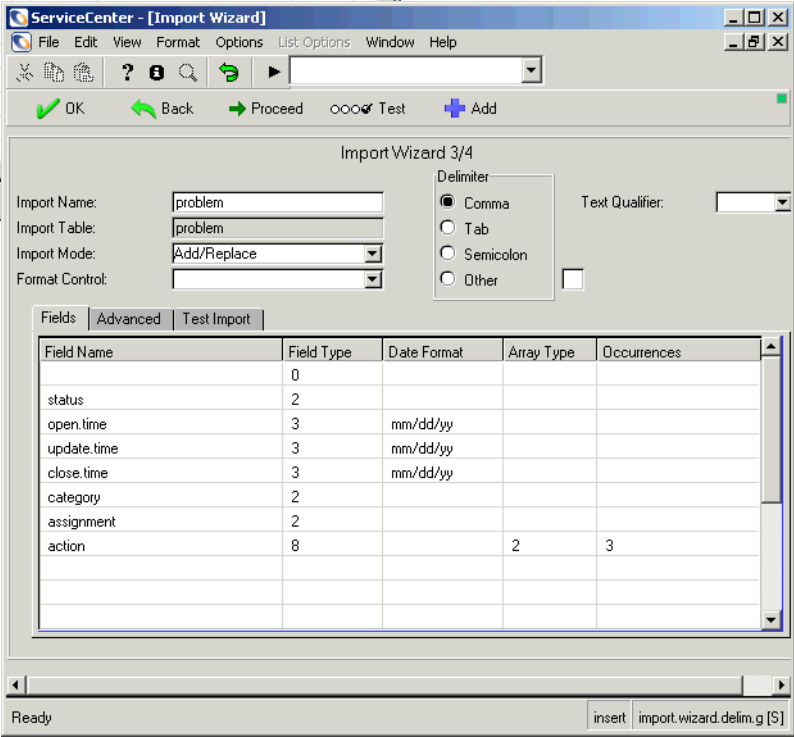 ServiceCenter - [Import Wizard]
File Edit View Format Options List Options Window Help
OK Back Proceed Test Add
Import Wizard 3/4
Delimiter
Import Name: problem Comma Text Qualifier:
Import Table: problem Tab
Import Mode: Add/Replace Semicolon
Format Control: Other
Fields Advanced Test Import
Field Name Field Type Date Format Array Type Occurrences
0
status 2
open.time 3 mm/dd/yy
update.time 3 mm/dd/yy
close.time 3 mm/dd/yy
category 2
assignment 2
action 8 2 3
Ready insert import.wizard.delim.g [S]